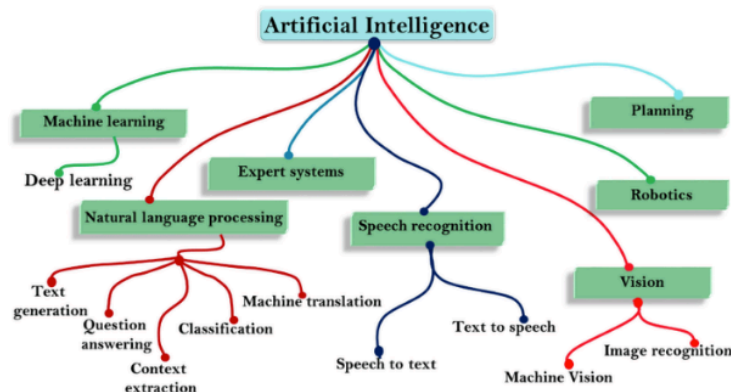 Artificial Intelligence
Machine learning
Planning
Deep learning
Expert systems
Robotics
Natural language processing
Speech recognition
Vision
Text
generation
Question
answering
Context
extraction
Classification
Machine translation
Speech to text
Text to speech
Machine Vision
Image recognition